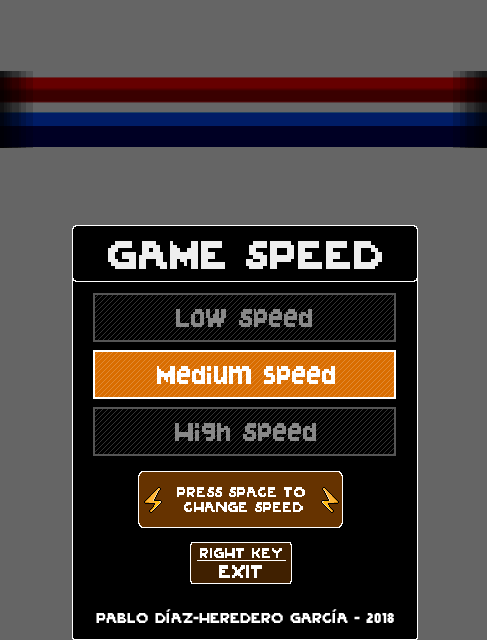 GAME SPEED
Low Speed
Medium Speed
High Speed
PRESS SPACE TO
CHANGE SPEED
RIGHT KEY
EXIT
PABLO DÍAZ-HEREDERO GARCÍA - 2018